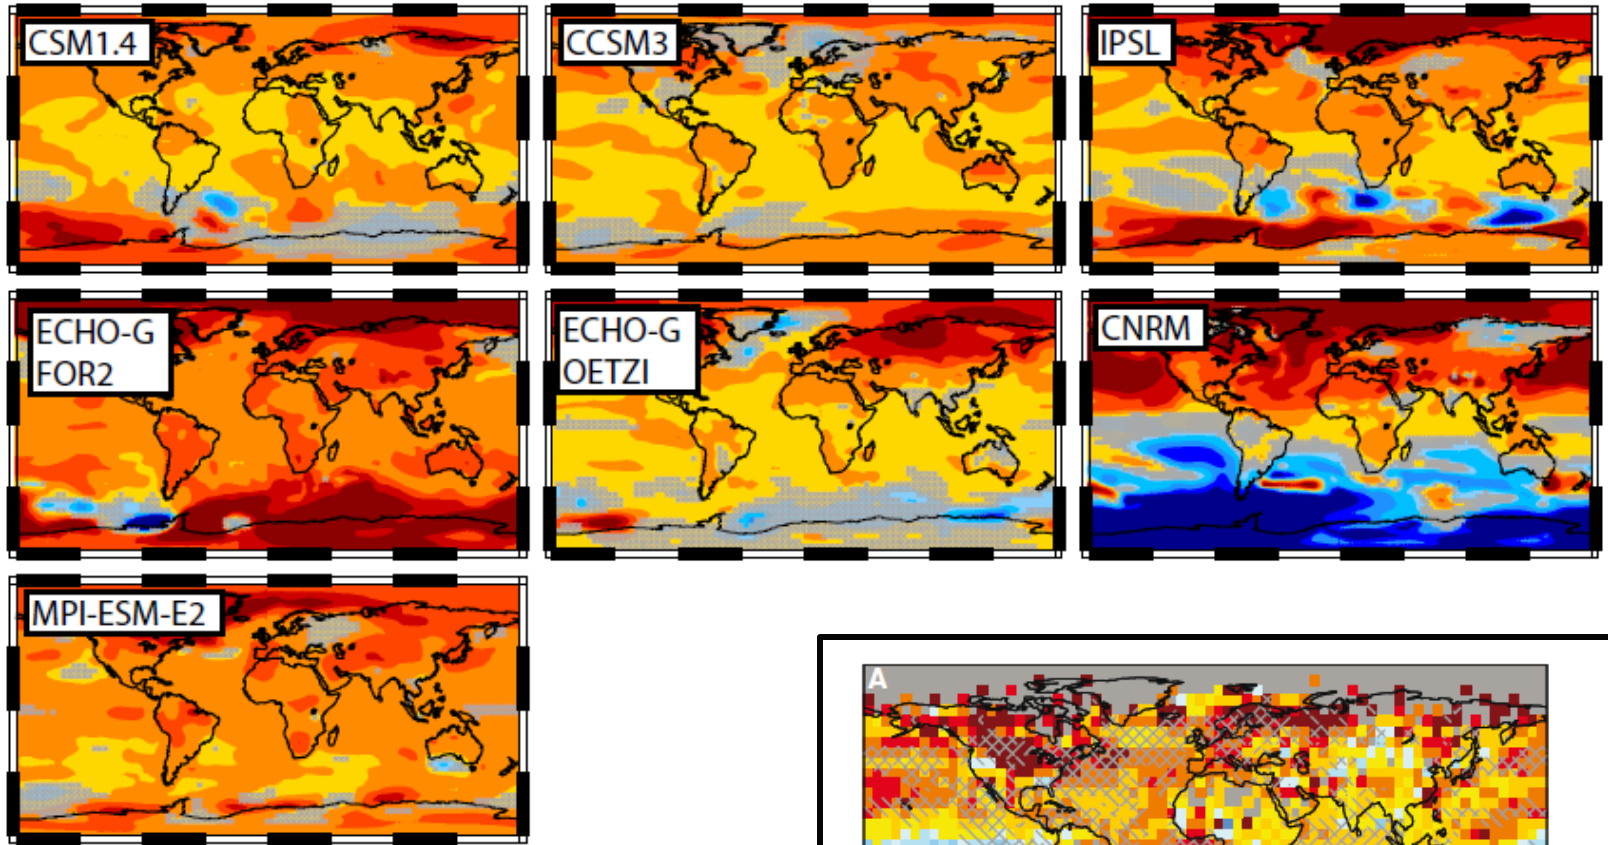 CSM1.4
CCSM3
IPSL
ECHO-G
FOR2
ECHO-G
OETZI
CNRM
MPI-ESM-E2
A